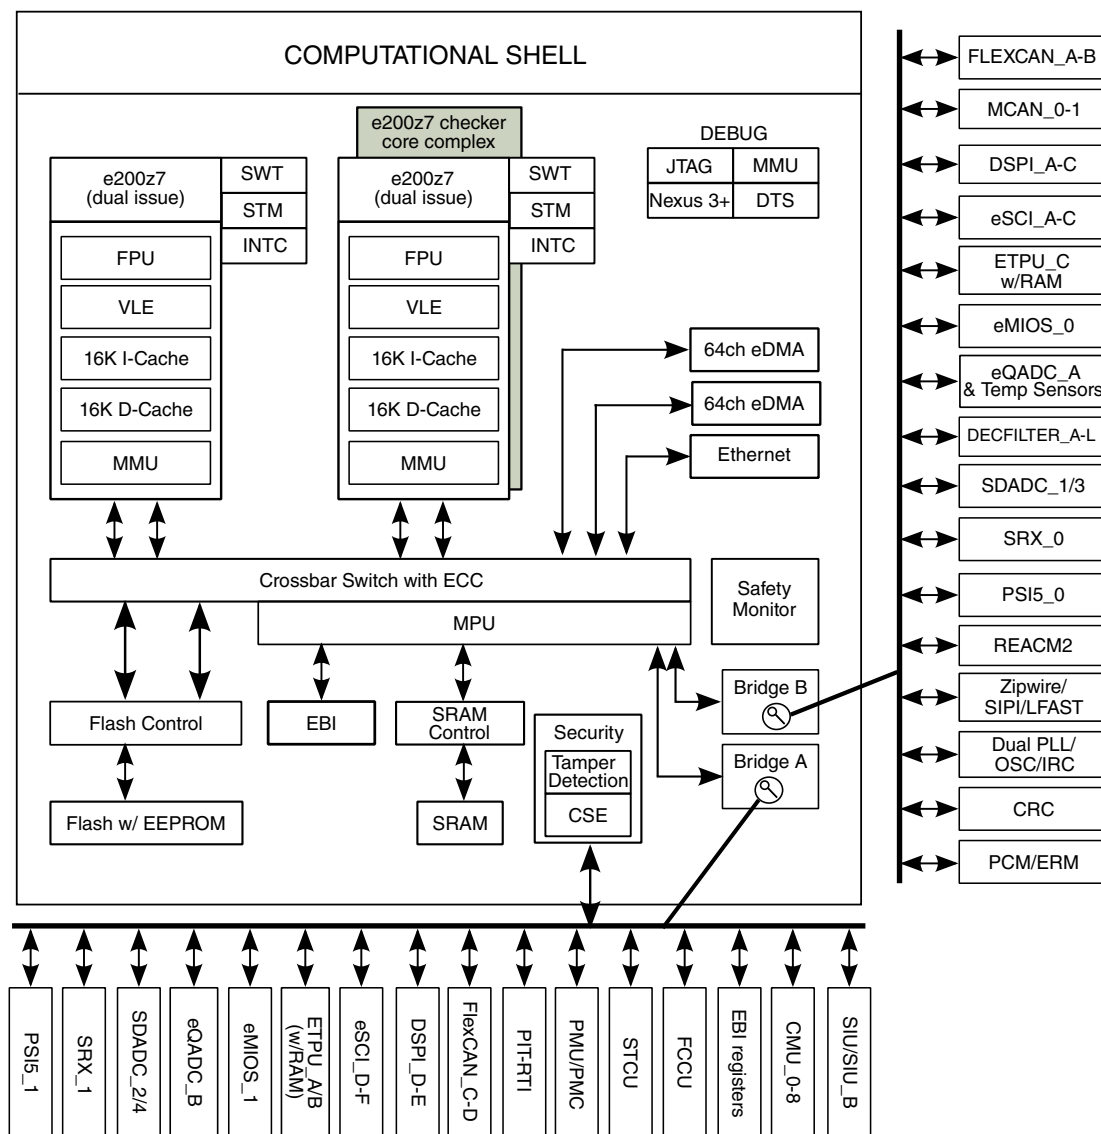 COMPUTATIONAL SHELL
e200z7
(dual issue)
SWT
STM
INTC
FPU
VLE
16K I-Cache
16K D-Cache
MMU
e200z7 checker
core complex
e200z7
(dual issue)
SWT
STM
INTC
FPU
VLE
16K I-Cache
16K D-Cache
MMU
DEBUG
JTAG
MMU
Nexus 3+
DTS
64ch eDMA
64ch eDMA
Ethernet
Crossbar Switch with ECC
MPU
Safety
Monitor
Flash Control
EBI
SRAM
Control
Security
Tamper
Detection
CSE
Bridge B
Bridge A
Flash w/ EEPROM
SRAM
FLEXCAN_A-B
MCAN_0-1
DSPI_A-C
eSCI_A-C
ETPU_C
w/RAM
eMIOS_0
eQADC_A
& Temp Sensors
DECFILTER_A-L
SDADC_1/3
SRX_0
PSI5_0
REACM2
Zipwire/
SIPI/LFAST
Dual PLL/
OSC/IRC
CRC
PCM/ERM
PSI5_1
SRX_1
SDADC_2/4
eQADC_B
eMIOS_1
ETPU_A/B
(w/RAM)
eSCI_D-F
DSPI_D-E
FlexCAN_C-D
PIT-RTI
PMU/PMC
STCU
FCCU
EBI registers
CMU_0-8
SIU/SIU_B